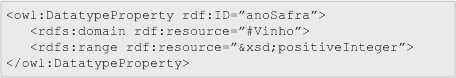 <owl:DatatypeProperty rdf:ID=”anoSafra”>
<rdfs:domain rdf:resource=”#Vinho”>
<rdfs:range rdf:resource=”&xsd;positiveInteger”>
</owl:DatatypeProperty>